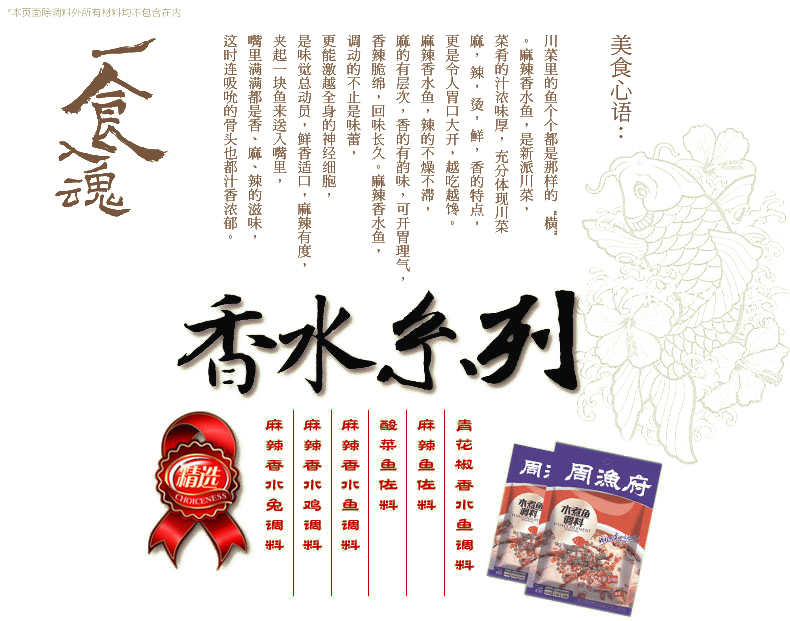 *本页面除调料外所有材料均不包含在内
美食心语：
川菜里的鱼个个都是那样的“横”
。麻辣香水鱼，是新派川菜，
菜肴的汁浓味厚，充分体现川菜
麻，辣，烫，鲜，香的特点，
更是令人胃口大开，越吃越馋。
麻辣香水鱼，辣的不燥不滞，
麻的有层次，香的有韵味，可开胃理气，
香辣脆绵，回味长久。麻辣香水鱼，
调动的不止是味蕾，
更能激越全身的神经细胞，
是味觉总动员，鲜香适口，麻辣有度，
夹起一块鱼来送入嘴里，
嘴里满满都是香、麻、辣的滋味，
这时连吸吮的骨头也都汁香浓郁。
一食入魂
香水系列
青花椒香水鱼调料
麻辣鱼佐料
酸菜鱼佐料
麻辣香水鱼调料
麻辣香水鸡调料
麻辣香水兔调料
精选
CHOICENESS
周渔
周漁府
水煮鱼
调料